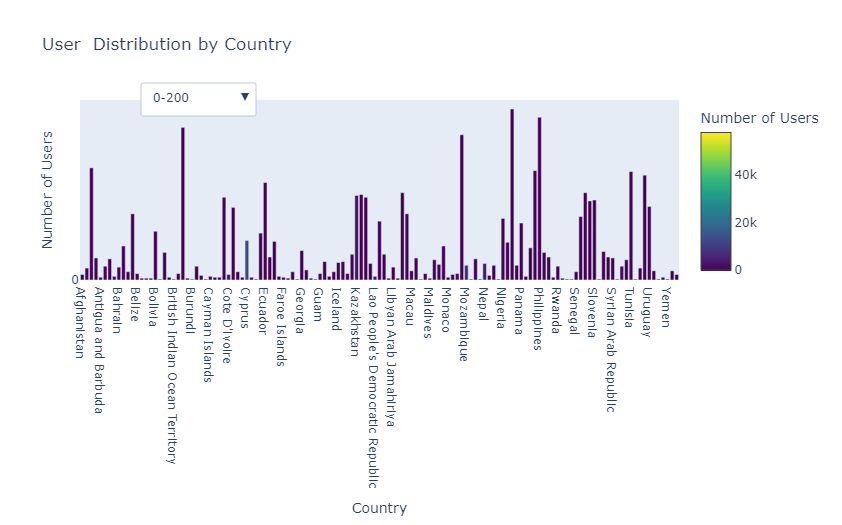 User Distribution by Country
0-200 ▼
Number of Users
0
Afghanistan
Antigua and Barbuda
Bahrain
Belize
Bolivia
British Indian Ocean Territory
Burundi
Cayman Islands
Cote D'Ivoire
Cyprus
Ecuador
Faroe Islands
Georgia
Guam
Iceland
Kazakhstan
Lao People's Democratic Republic
Libyan Arab Jamahiriya
Macau
Maldives
Monaco
Mozambique
Nepal
Nigeria
Panama
Philippines
Rwanda
Senegal
Slovenia
Syrian Arab Republic
Tunisia
Uruguay
Yemen
Country
Number of Users
40k
20k
0